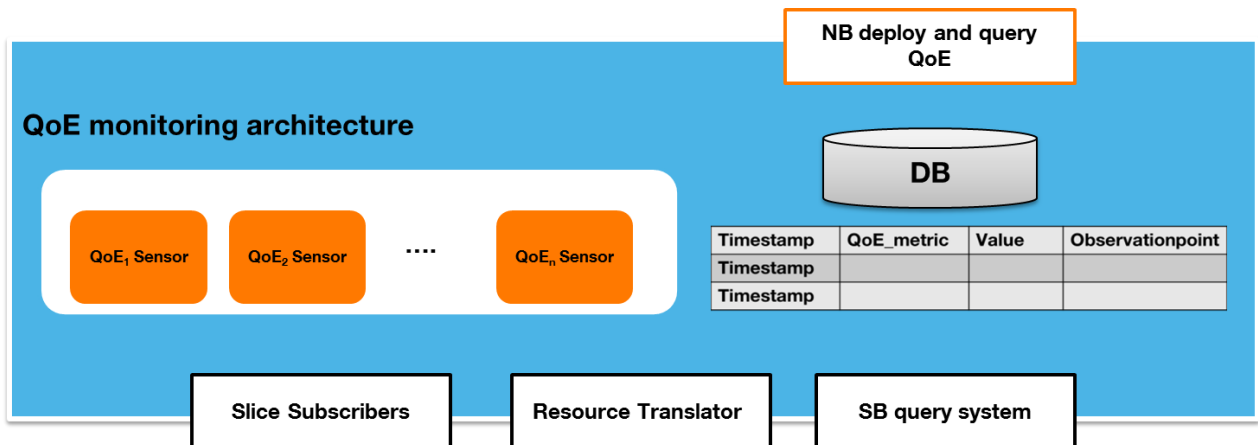 NB deploy and query
QoE
QoE monitoring architecture
DB
QoE₁ Sensor
QoE₂ Sensor
....
QoEₙ Sensor
Timestamp QoE_metric Value Observationpoint
Timestamp
Timestamp
Slice Subscribers
Resource Translator
SB query system